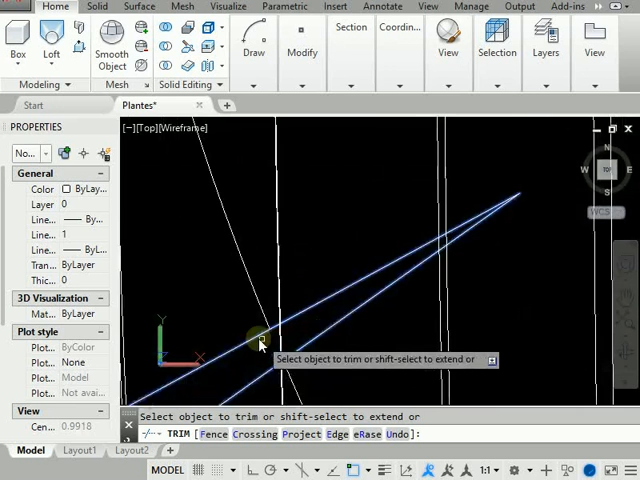 Home Solid Surface Mesh Visualize Parametric Insert Annotate View Manage Output Add-ins
Box Loft Smooth Object Draw Modify Section Selection View Layers View
Modeling Mesh Solid Editing
Start Plantes*
PROPERTIES
[−][Top][Wireframe]
No...
General
Color ByLay...
Layer 0
Line... By...
Line... 1
Line... ByL...
Tran... ByLayer
Thic... 0
3D Visualization
Mat... ByLayer
Plot style
Plot... ByColor
Plot... None
Plot... Model
Plot... Not avai...
View
Cen... 0.9918
N
W TOP E
S
WCS
Y
X
Select object to trim or shift-select to extend or
Select object to trim or shift-select to extend or
TRIM [Fence Crossing Project Edge eRase Undo]:
Model Layout1 Layout2 +
MODEL 1:1